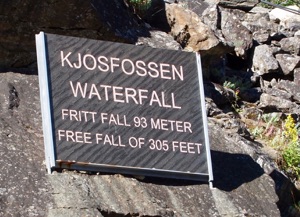 KJOSFOSSEN
WATERFALL
FRITT FALL 93 METER
FREE FALL OF 305 FEET